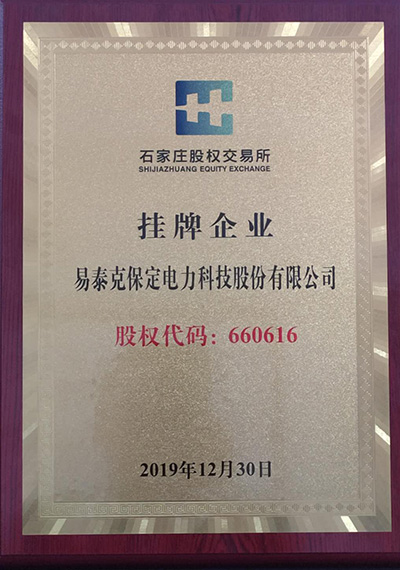 石家庄股权交易所
SHIJIAZHUANG EQUITY EXCHANGE
挂牌企业
易泰克保定电力科技股份有限公司
股权代码：660616
2019年12月30日